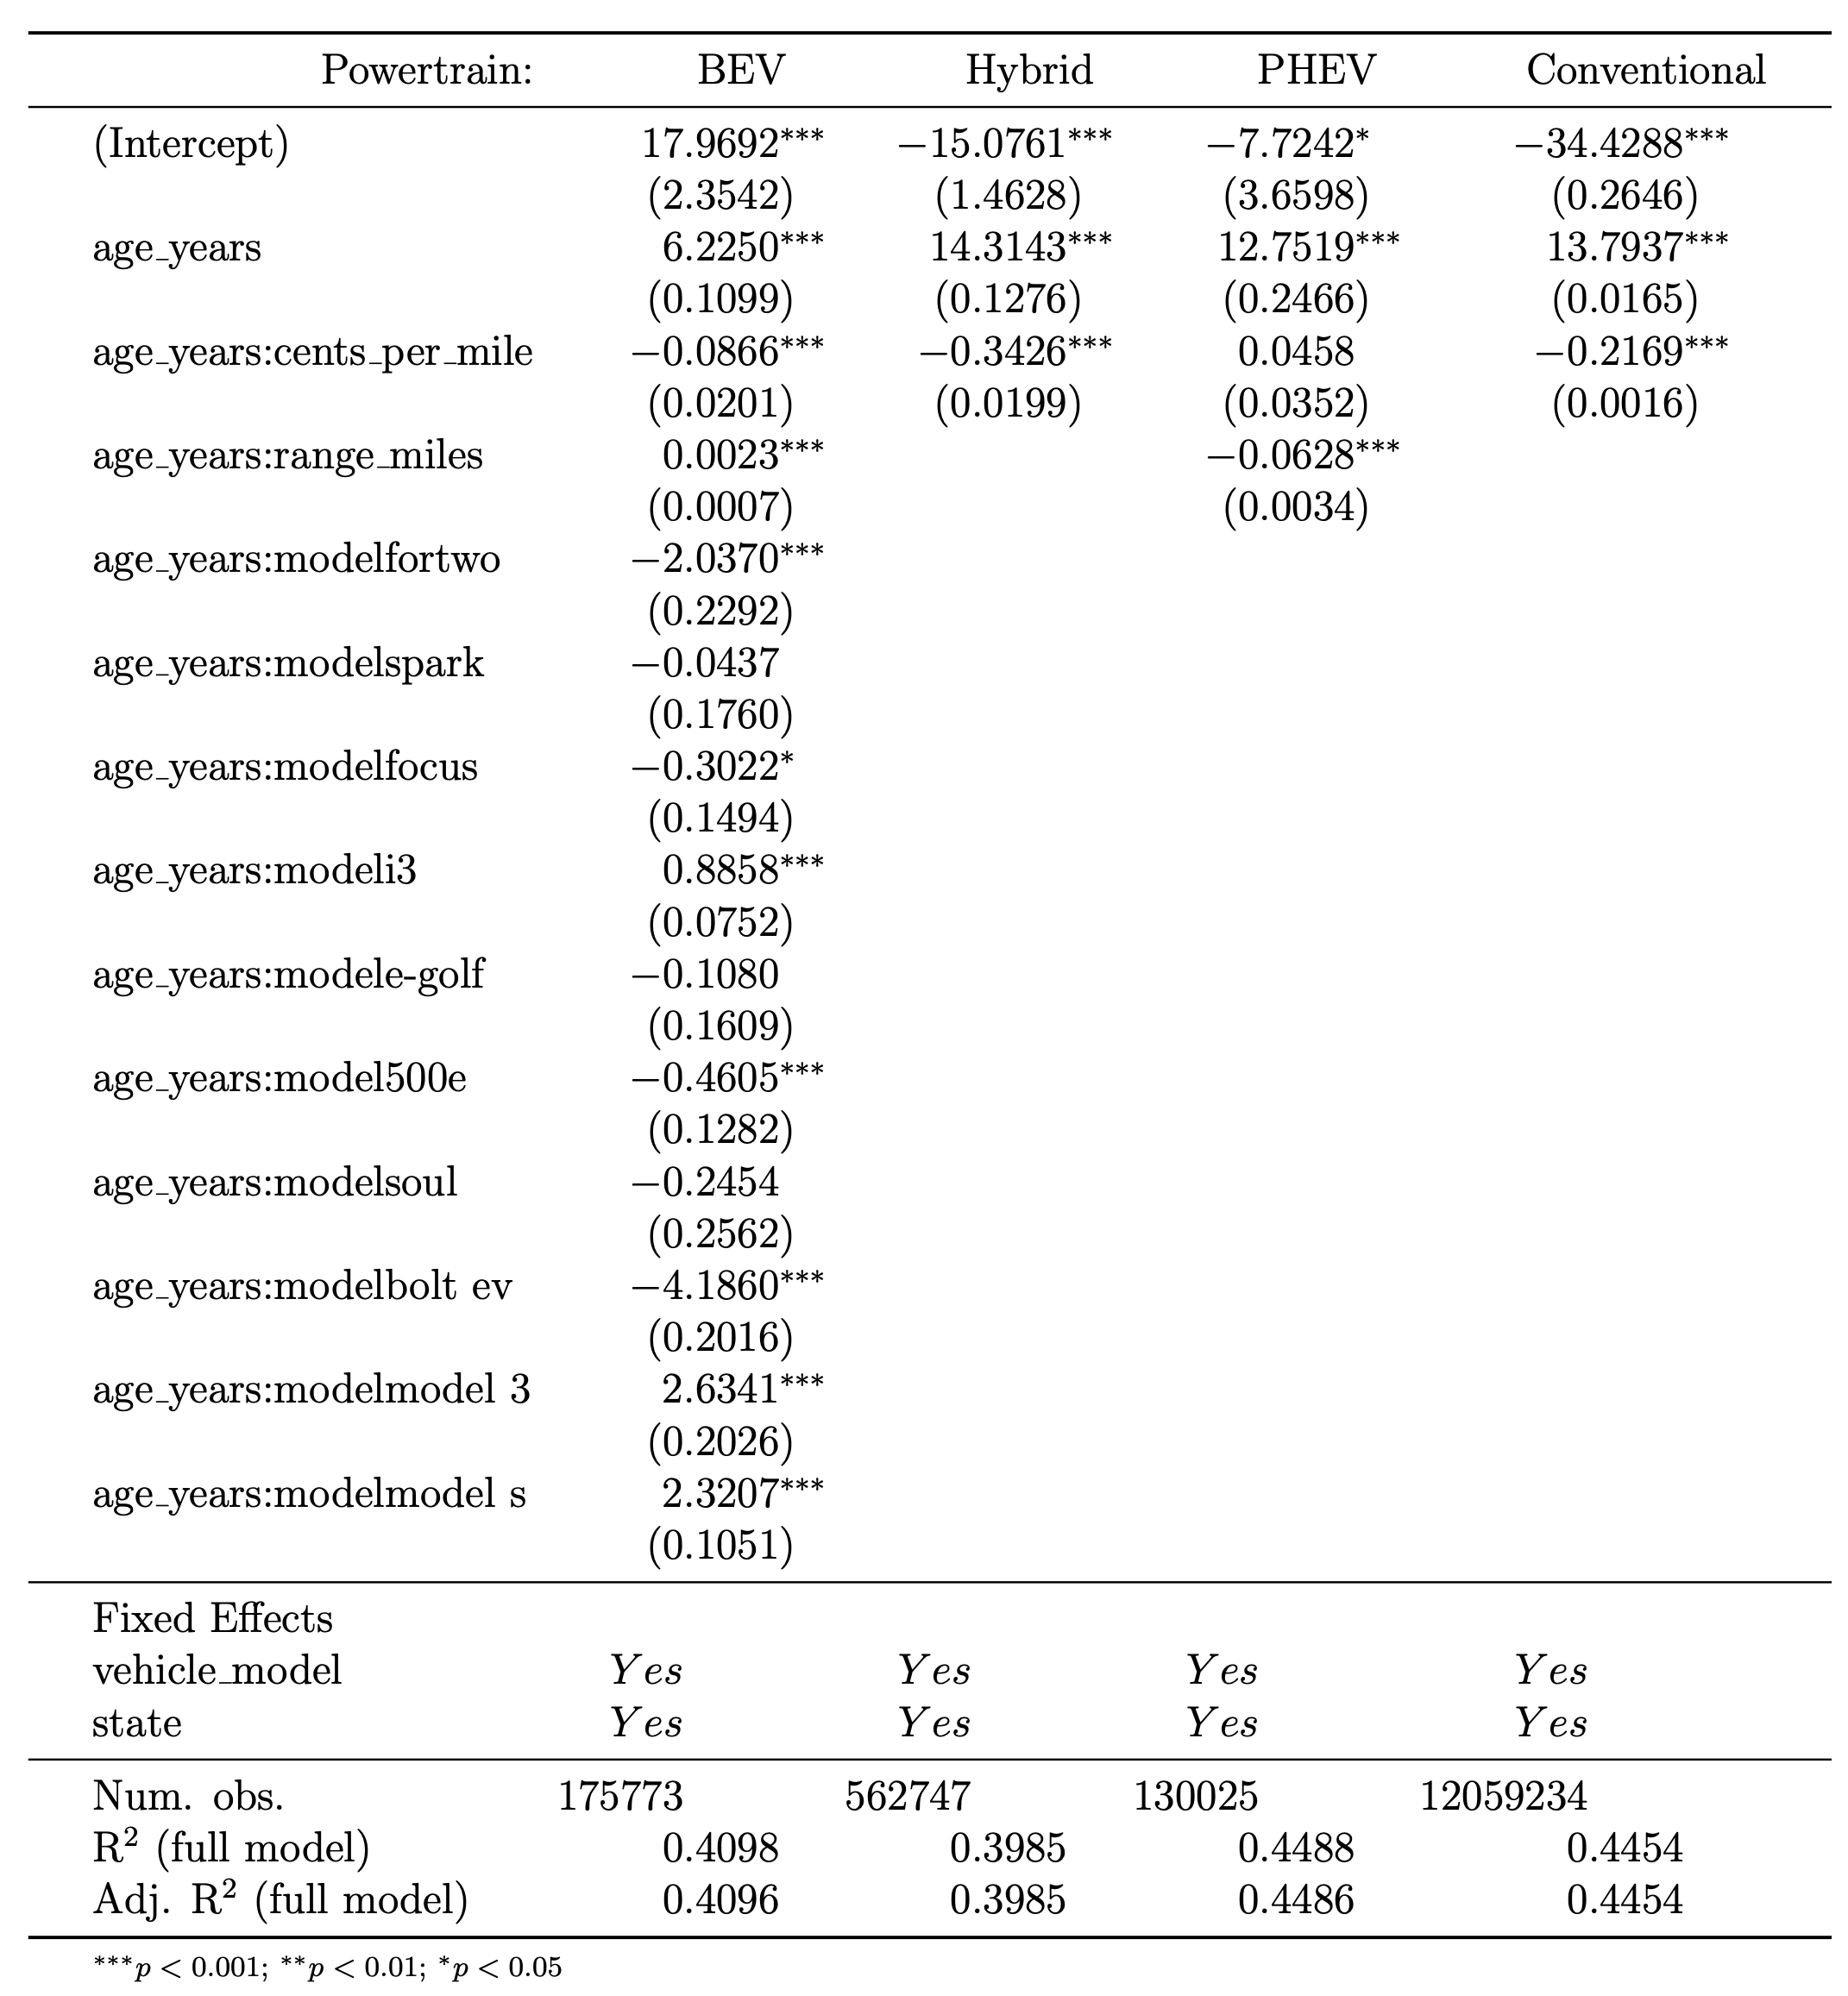 Powertrain: BEV Hybrid PHEV Conventional
(Intercept) 17.9692*** −15.0761*** −7.7242* −34.4288***
(2.3542) (1.4628) (3.6598) (0.2646)
age_years 6.2250*** 14.3143*** 12.7519*** 13.7937***
(0.1099) (0.1276) (0.2466) (0.0165)
age_years:cents_per_mile −0.0866*** −0.3426*** 0.0458 −0.2169***
(0.0201) (0.0199) (0.0352) (0.0016)
age_years:range_miles 0.0023*** −0.0628***
(0.0007) (0.0034)
age_years:modelfortwo −2.0370***
(0.2292)
age_years:modelspark −0.0437
(0.1760)
age_years:modelfocus −0.3022*
(0.1494)
age_years:modeli3 0.8858***
(0.0752)
age_years:modele-golf −0.1080
(0.1609)
age_years:model500e −0.4605***
(0.1282)
age_years:modelsoul −0.2454
(0.2562)
age_years:modelbolt ev −4.1860***
(0.2016)
age_years:modelmodel 3 2.6341***
(0.2026)
age_years:modelmodel s 2.3207***
(0.1051)
Fixed Effects
vehicle_model Yes Yes Yes Yes
state Yes Yes Yes Yes
Num. obs. 175773 562747 130025 12059234
R² (full model) 0.4098 0.3985 0.4488 0.4454
Adj. R² (full model) 0.4096 0.3985 0.4486 0.4454
***p < 0.001; **p < 0.01; *p < 0.05